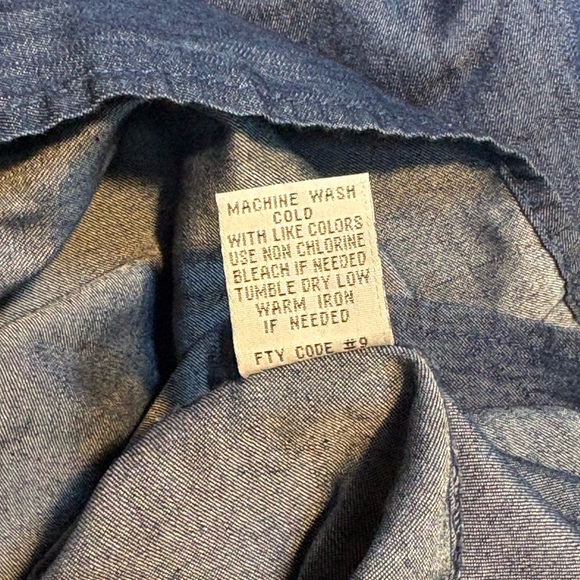 MACHINE WASH
COLD
WITH LIKE COLORS
USE NON CHLORINE
BLEACH IF NEEDED
TUMBLE DRY LOW
WARM IRON
IF NEEDED
FTY CODE #9